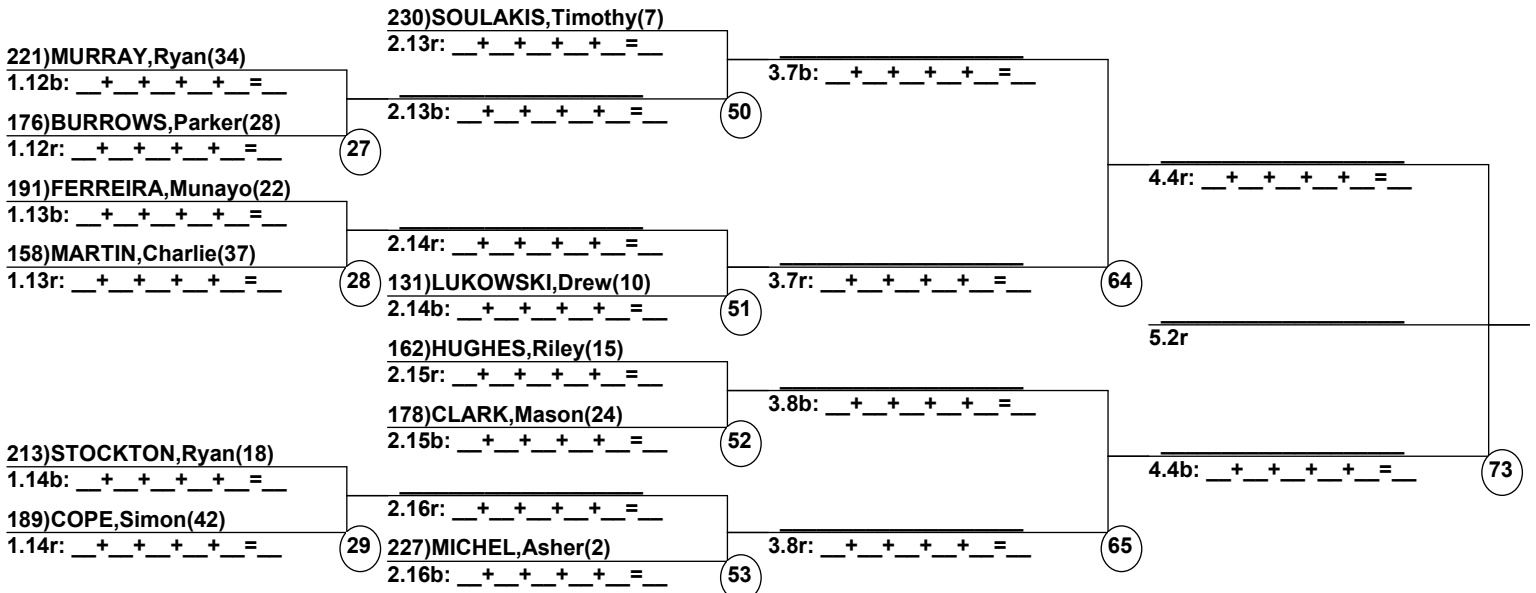 230)SOULAKIS,Timothy(7)
2.13r: __+__+__+__+__=__
221)MURRAY,Ryan(34)
1.12b: __+__+__+__+__=__
3.7b: __+__+__+__+__=__
2.13b: __+__+__+__+__=__
50
176)BURROWS,Parker(28)
1.12r: __+__+__+__+__=__
27
4.4r: __+__+__+__+__=__
191)FERREIRA,Munayo(22)
1.13b: __+__+__+__+__=__
2.14r: __+__+__+__+__=__
158)MARTIN,Charlie(37)
1.13r: __+__+__+__+__=__
28
3.7r: __+__+__+__+__=__
64
131)LUKOWSKI,Drew(10)
2.14b: __+__+__+__+__=__
51
5.2r
162)HUGHES,Riley(15)
2.15r: __+__+__+__+__=__
3.8b: __+__+__+__+__=__
178)CLARK,Mason(24)
2.15b: __+__+__+__+__=__
52
213)STOCKTON,Ryan(18)
1.14b: __+__+__+__+__=__
4.4b: __+__+__+__+__=__
73
2.16r: __+__+__+__+__=__
189)COPE,Simon(42)
1.14r: __+__+__+__+__=__
29
3.8r: __+__+__+__+__=__
65
227)MICHEL,Asher(2)
2.16b: __+__+__+__+__=__
53